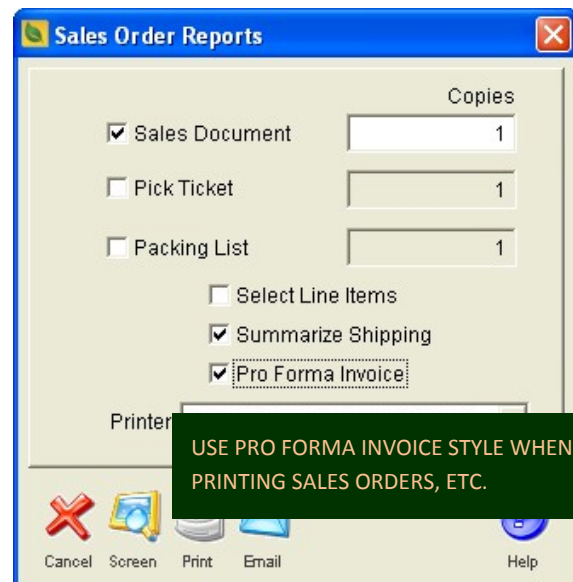 Sales Order Reports
Copies
Sales Document 1
Pick Ticket 1
Packing List 1
Select Line Items
Summarize Shipping
Pro Forma Invoice
Printer
USE PRO FORMA INVOICE STYLE WHEN
PRINTING SALES ORDERS, ETC.
Cancel Screen Print Email Help